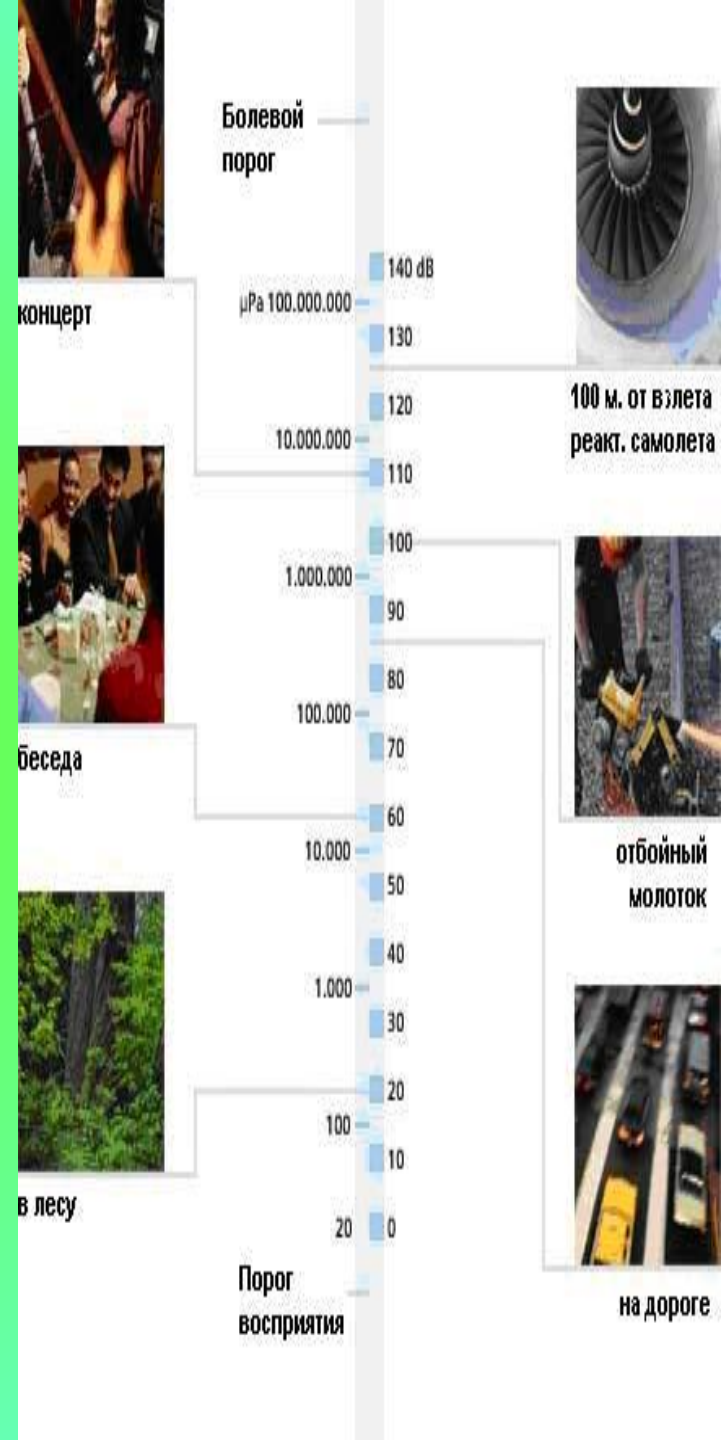 Болевой
порог
140 dB
µPa 100.000.000
концерт
130
100 м. от взлета
реакт. самолета
120
10.000.000
110
100
1.000.000
90
80
100.000
70
беседа
60
10.000
отбойный
молоток
50
40
1.000
30
20
100
10
в лесу
20
0
Порог
восприятия
на дороге